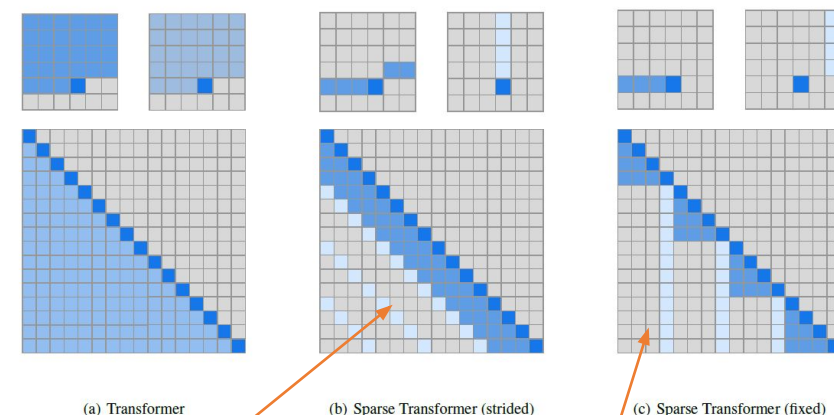 (a) Transformer
(b) Sparse Transformer (strided)
(c) Sparse Transformer (fixed)